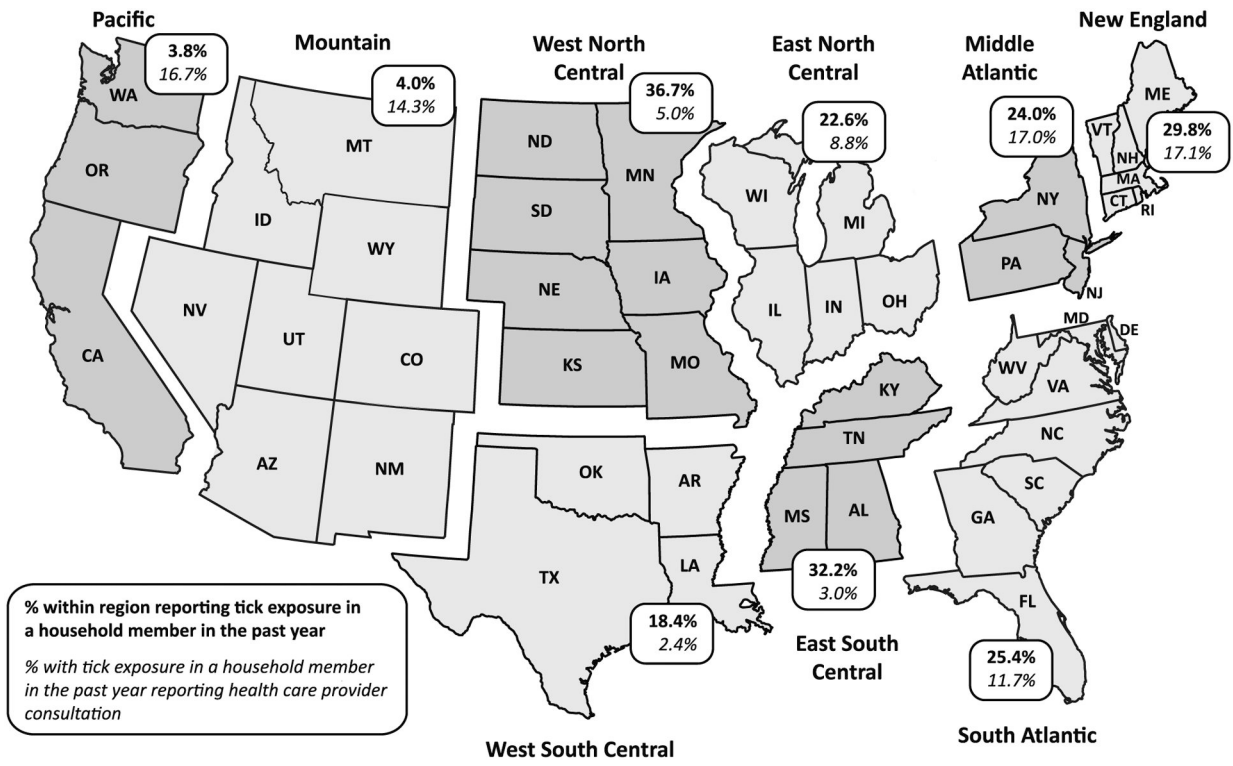 Pacific
3.8%
16.7%
WA
OR
CA
Mountain
4.0%
14.3%
MT
ID
WY
NV
UT
CO
AZ
NM
West North
Central
36.7%
5.0%
ND
MN
SD
IA
NE
KS
MO
East North
Central
22.6%
8.8%
WI
MI
IL
IN
OH
Middle
Atlantic
24.0%
17.0%
NY
PA
NJ
New England
ME
29.8%
17.1%
VT
NH
MA
CT
RI
MD
DE
WV
VA
NC
SC
GA
FL
25.4%
11.7%
South Atlantic
KY
TN
MS
AL
32.2%
3.0%
East South
Central
OK
AR
TX
LA
18.4%
2.4%
West South Central
% within region reporting tick exposure in
a household member in the past year
% with tick exposure in a household member
in the past year reporting health care provider
consultation